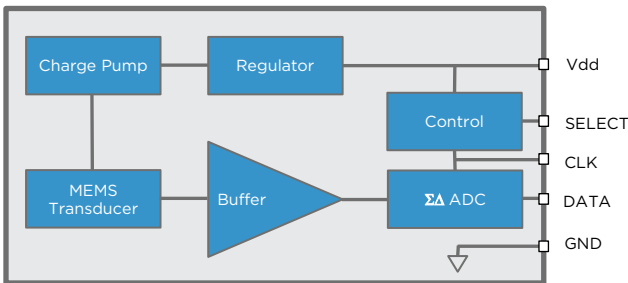 Charge Pump
Regulator
Vdd
Control
SELECT
CLK
MEMS
Transducer
Buffer
ΣΔ ADC
DATA
GND